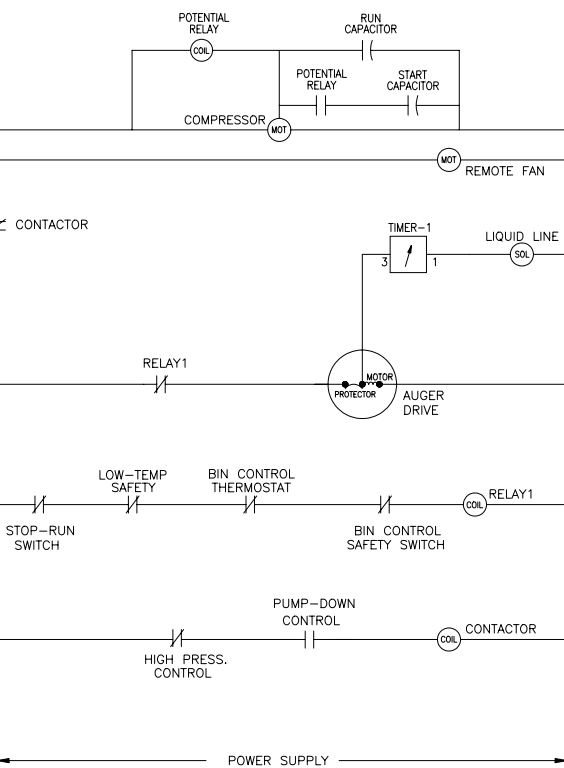 POTENTIAL
RELAY
RUN
CAPACITOR
COIL
POTENTIAL
RELAY
START
CAPACITOR
COMPRESSOR
MOT
MOT
REMOTE FAN
CONTACTOR
TIMER-1
LIQUID LINE
3
1
SOL
RELAY1
MOTOR
PROTECTOR
AUGER
DRIVE
LOW-TEMP
SAFETY
BIN CONTROL
THERMOSTAT
COIL
RELAY1
STOP-RUN
SWITCH
BIN CONTROL
SAFETY SWITCH
PUMP-DOWN
CONTROL
COIL
CONTACTOR
HIGH PRESS.
CONTROL
POWER SUPPLY